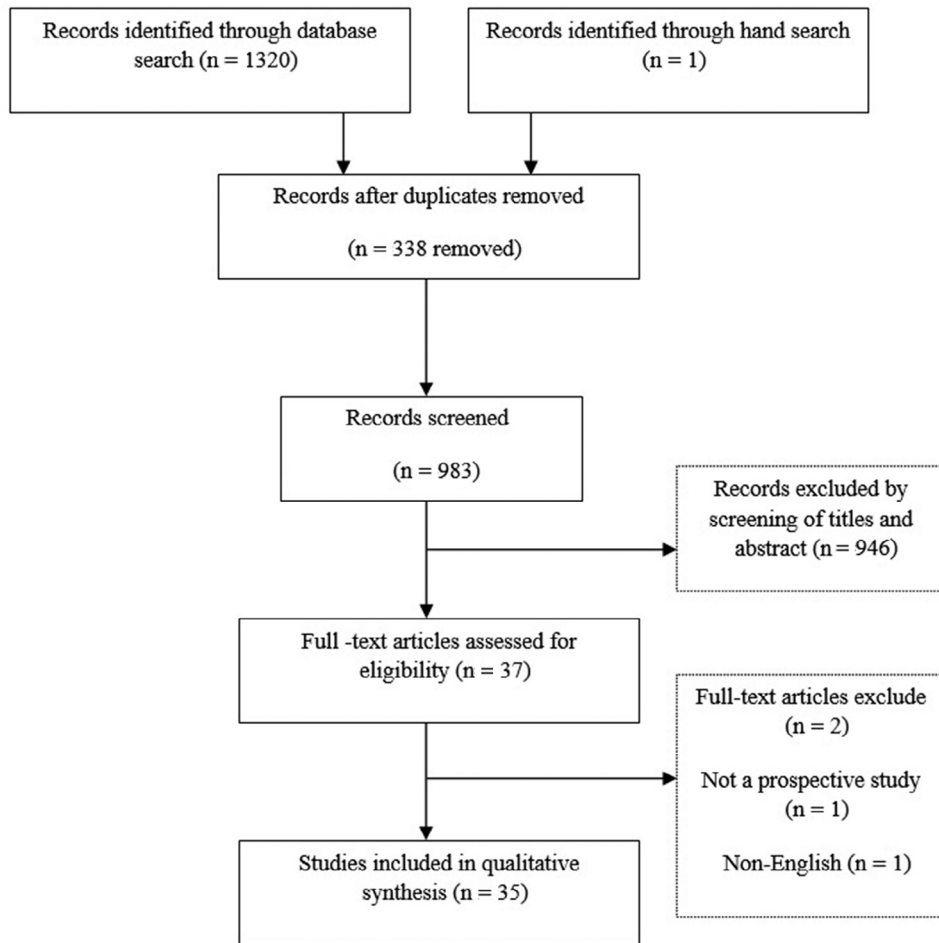 Records identified through database
search (n = 1320)
Records identified through hand search
(n = 1)
Records after duplicates removed
(n = 338 removed)
Records screened
(n = 983)
Records excluded by
screening of titles and
abstract (n = 946)
Full -text articles assessed for
eligibility (n = 37)
Full-text articles exclude
(n = 2)
Not a prospective study
(n = 1)
Non-English (n = 1)
Studies included in qualitative
synthesis (n = 35)